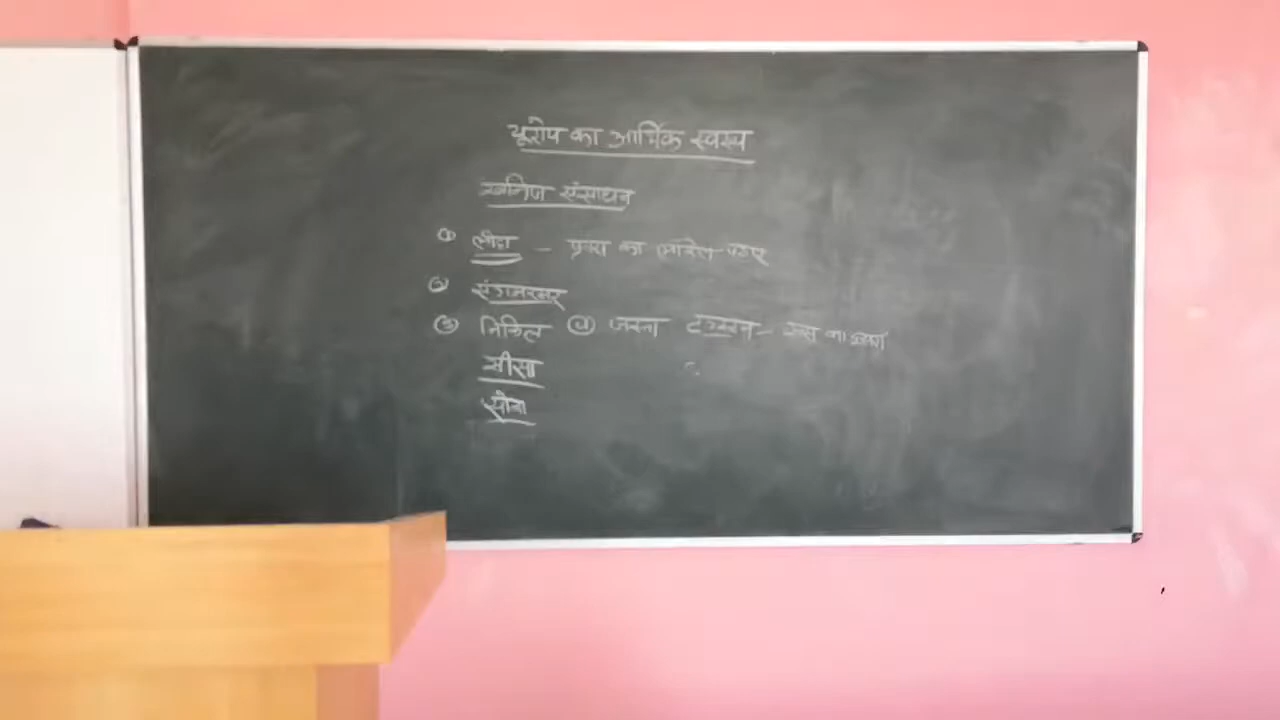 यूरोप का आर्थिक स्वरूप
खनिज संसाधन
① लोहा – फ्रांस का लॉरेन
② संगमरमर
③ निकिल ④ जस्ता टंगस्टन – रूस का
सीसा
सोना